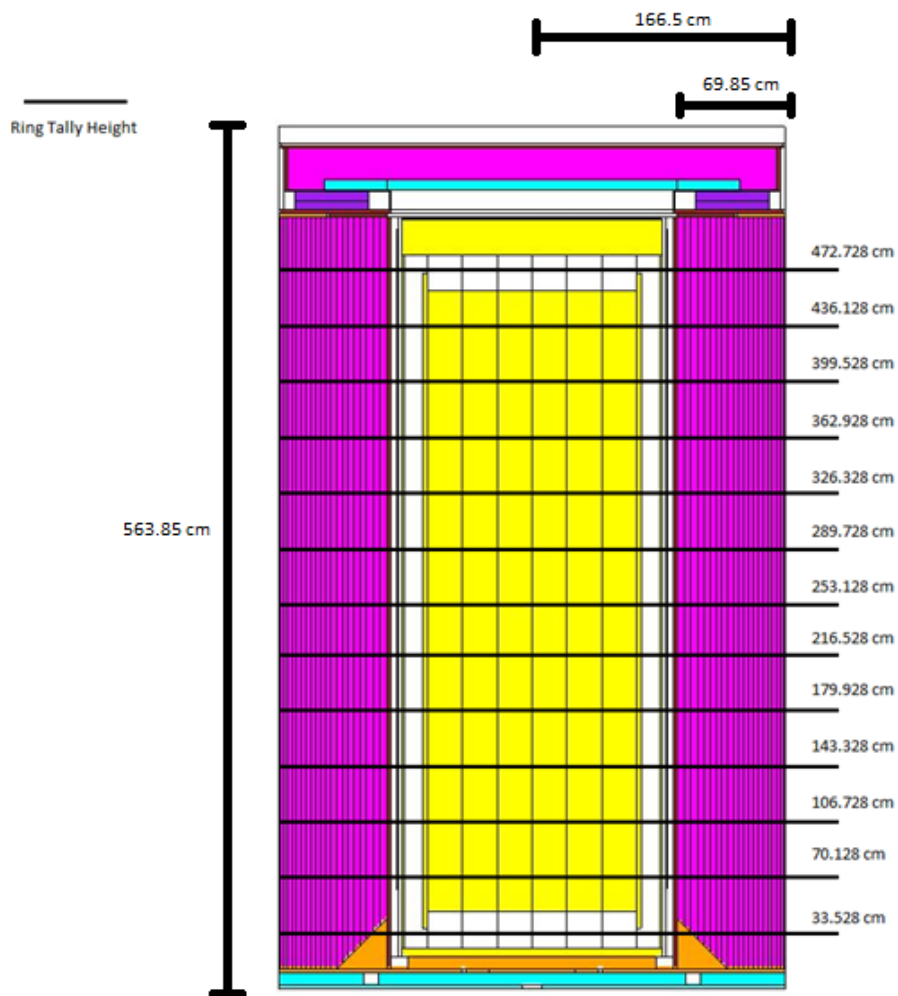 166.5 cm
69.85 cm
Ring Tally Height
472.728 cm
436.128 cm
399.528 cm
362.928 cm
326.328 cm
563.85 cm
289.728 cm
253.128 cm
216.528 cm
179.928 cm
143.328 cm
106.728 cm
70.128 cm
33.528 cm